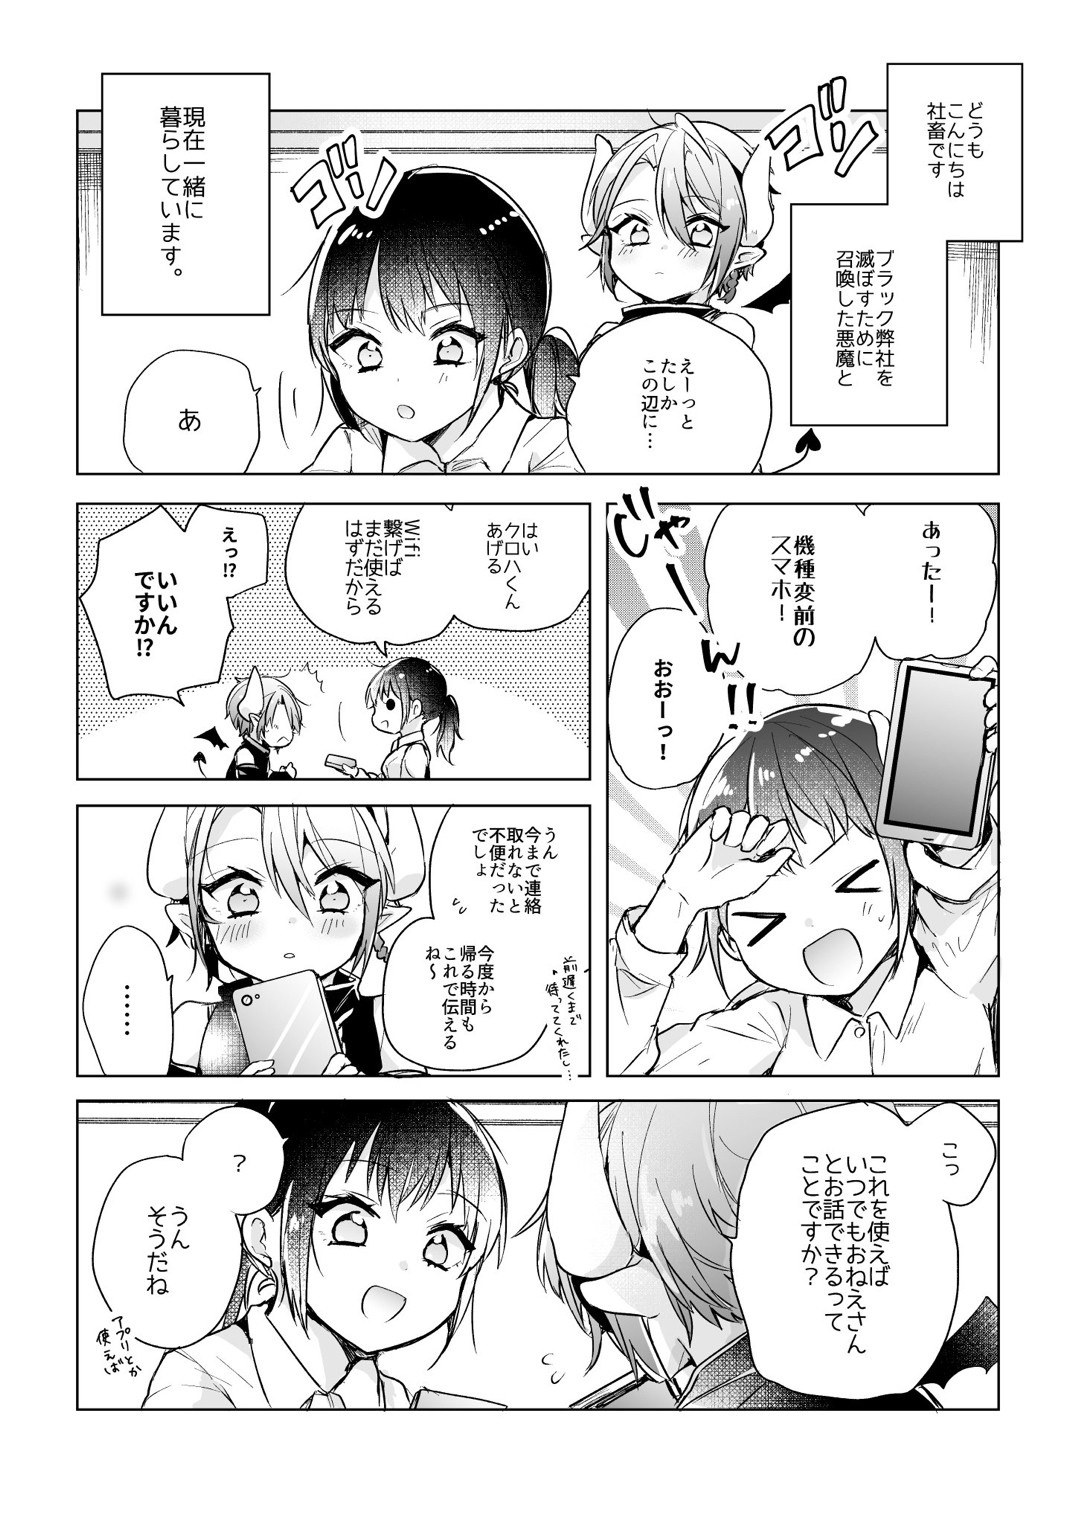 どうも
こんにちは
社畜です
ブラック弊社を
滅ぼすために
召喚した悪魔と
ゴソッ
えーっと
たしか
この辺に…
ゴソッ
現在一緒に
暮らしています。
あ
あったー!
機種変前の
スマホ!
じゃーん!!
おおーっ!
はい
クロハくん
あげる
Wifi
繋げば
まだ使える
はずだから
えっ!?
いいん
ですか!?
うん
今まで連絡
取れないと
不便だった
でしょ
今度から
帰る時間も
これで伝える
ね～
前遅くまで
待っててくれたし…
……
こっ
これを使えば
いつでもおねえさん
とお話できるって
ことですか?
?
うん
そうだね
アプリとか
使えば